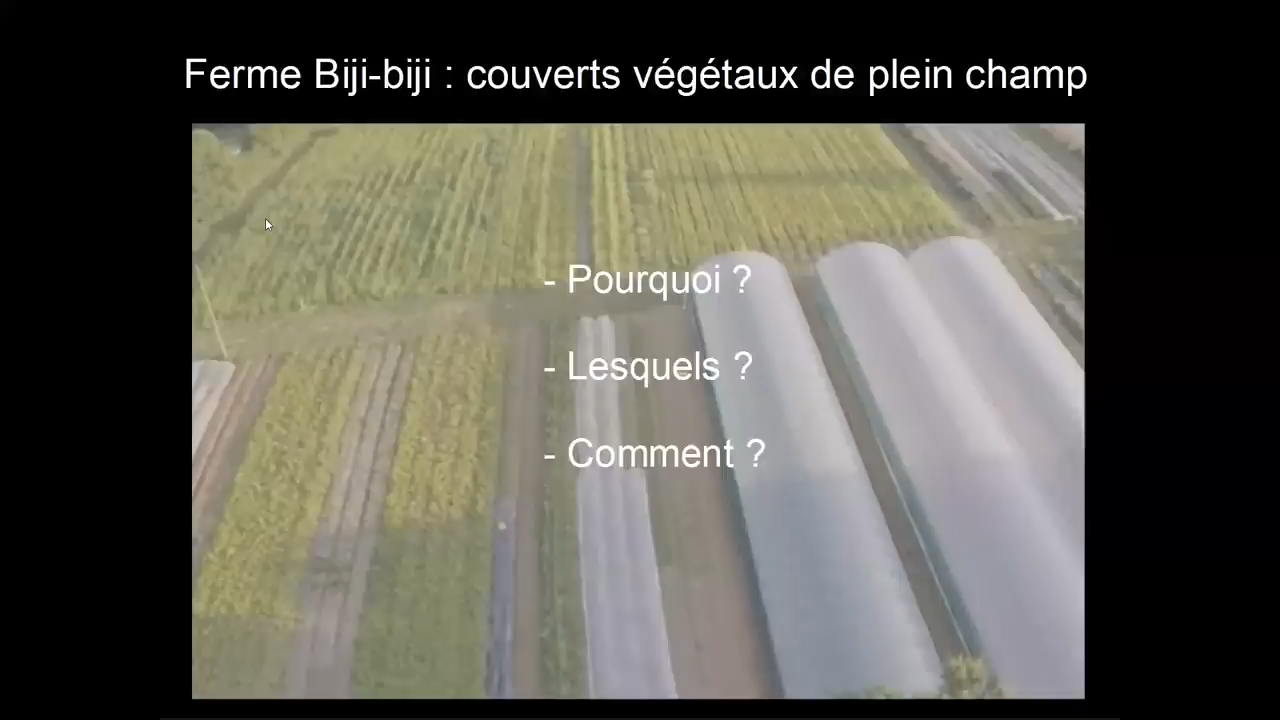 Ferme Biji-biji : couverts végétaux de plein champ
- Pourquoi ?
- Lesquels ?
- Comment ?